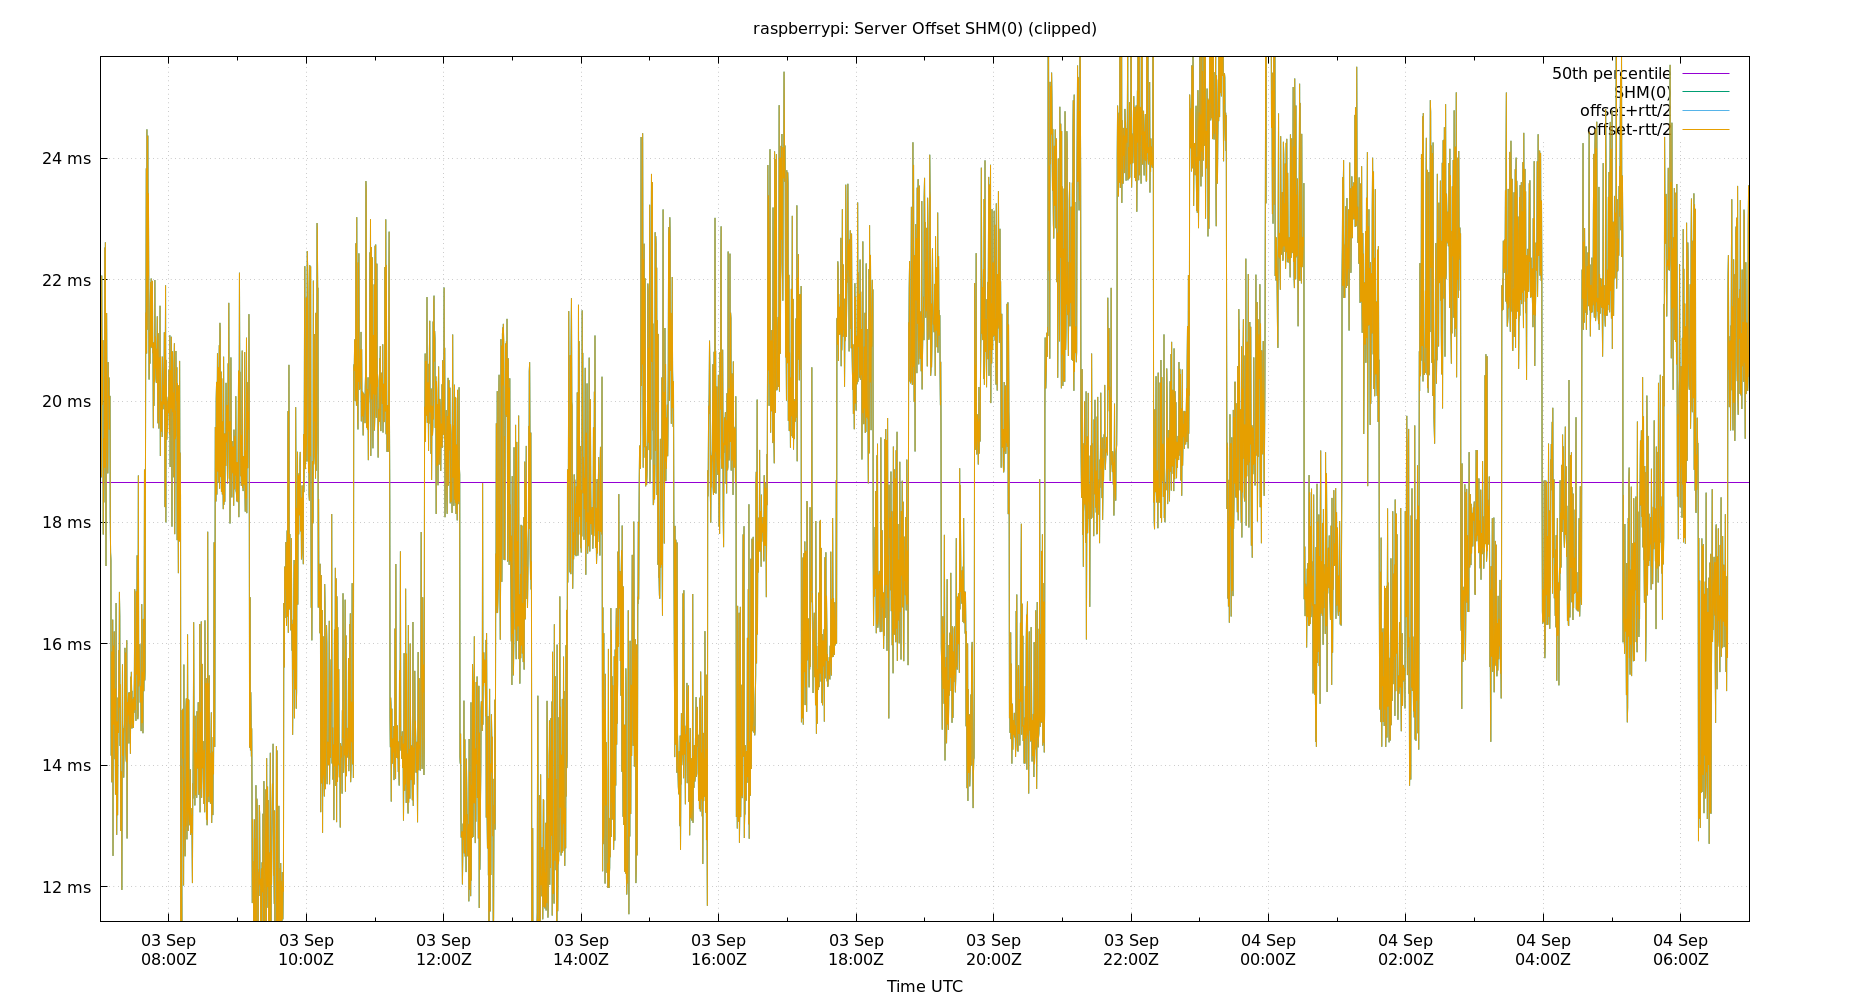 raspberrypi: Server Offset SHM(0) (clipped)
50th percentile
SHM(0)
offset+rtt/2
offset-rtt/2
24 ms
22 ms
20 ms
18 ms
16 ms
14 ms
12 ms
03 Sep 03 Sep 03 Sep 03 Sep 03 Sep 03 Sep 03 Sep 03 Sep 04 Sep 04 Sep 04 Sep 04 Sep
08:00Z 10:00Z 12:00Z 14:00Z 16:00Z 18:00Z 20:00Z 22:00Z 00:00Z 02:00Z 04:00Z 06:00Z
Time UTC